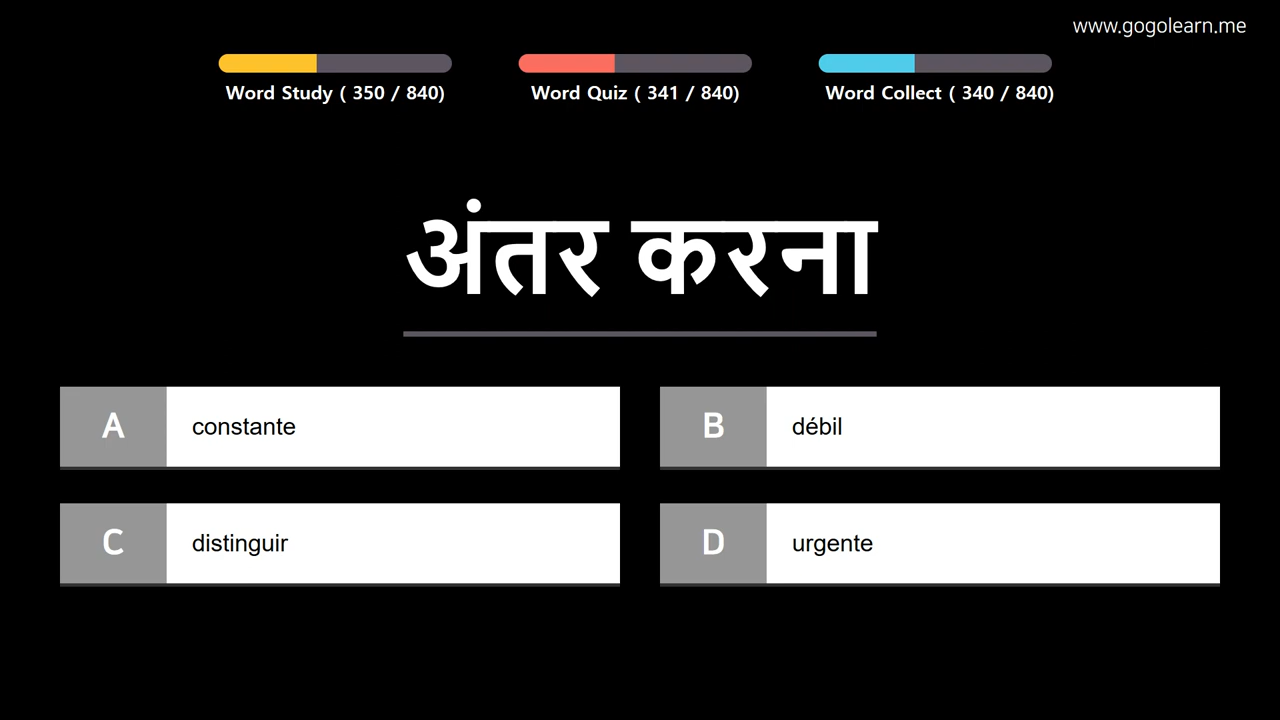 www.gogolearn.me
Word Study ( 350 / 840)
Word Quiz ( 341 / 840)
Word Collect ( 340 / 840)
अंतर करना
A constante
B débil
C distinguir
D urgente